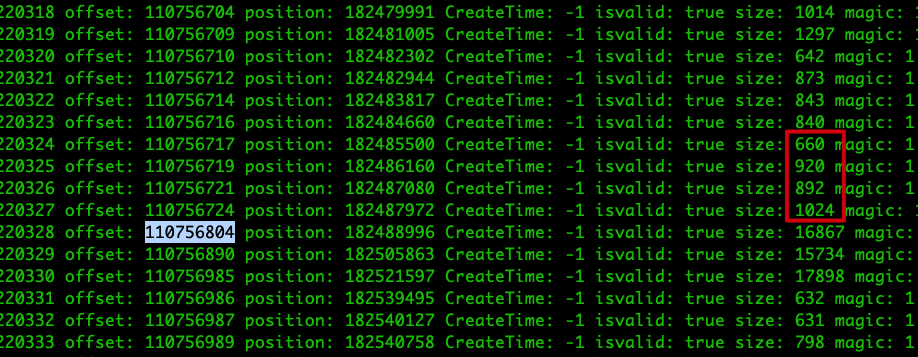 220318 offset: 110756704 position: 182479991 CreateTime: -1 isvalid: true size: 1014 magic: 1
220319 offset: 110756709 position: 182481005 CreateTime: -1 isvalid: true size: 1297 magic: 1
220320 offset: 110756710 position: 182482302 CreateTime: -1 isvalid: true size: 642 magic: 1
220321 offset: 110756712 position: 182482944 CreateTime: -1 isvalid: true size: 873 magic: 1
220322 offset: 110756714 position: 182483817 CreateTime: -1 isvalid: true size: 843 magic: 1
220323 offset: 110756716 position: 182484660 CreateTime: -1 isvalid: true size: 840 magic: 1
220324 offset: 110756717 position: 182485500 CreateTime: -1 isvalid: true size: 660 magic: 1
220325 offset: 110756719 position: 182486160 CreateTime: -1 isvalid: true size: 920 magic: 1
220326 offset: 110756721 position: 182487080 CreateTime: -1 isvalid: true size: 892 magic: 1
220327 offset: 110756724 position: 182487972 CreateTime: -1 isvalid: true size: 1024 magic: 1
220328 offset: 110756804 position: 182488996 CreateTime: -1 isvalid: true size: 16867 magic:
220329 offset: 110756890 position: 182505863 CreateTime: -1 isvalid: true size: 15734 magic:
220330 offset: 110756985 position: 182521597 CreateTime: -1 isvalid: true size: 17898 magic:
220331 offset: 110756986 position: 182539495 CreateTime: -1 isvalid: true size: 632 magic: 1
220332 offset: 110756987 position: 182540127 CreateTime: -1 isvalid: true size: 631 magic: 1
220333 offset: 110756989 position: 182540758 CreateTime: -1 isvalid: true size: 798 magic: 1